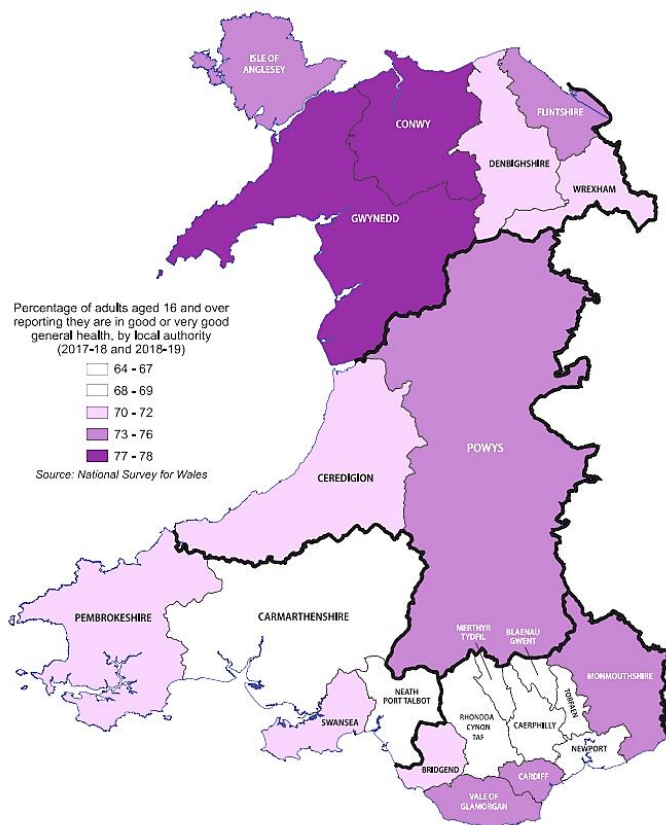 ISLE OF
ANGLESEY
FLINTSHIRE
CONWY
DENBIGHSHIRE
WREXHAM
GWYNEDD
Percentage of adults aged 16 and over
reporting they are in good or very good
general health, by local authority
(2017-18 and 2018-19)
64 - 67
68 - 69
70 - 72
73 - 76
77 - 78
Source: National Survey for Wales
POWYS
CEREDIGION
PEMBROKESHIRE
CARMARTHENSHIRE
MERTHYR
TYDFIL
BLAENAU
GWENT
MONMOUTHSHIRE
NEATH
PORT TALBOT
SWANSEA
RHONDDA
CYNON
TAF
CAERPHILLY
TORFAEN
NEWPORT
BRIDGEND
CARDIFF
VALE OF
GLAMORGAN